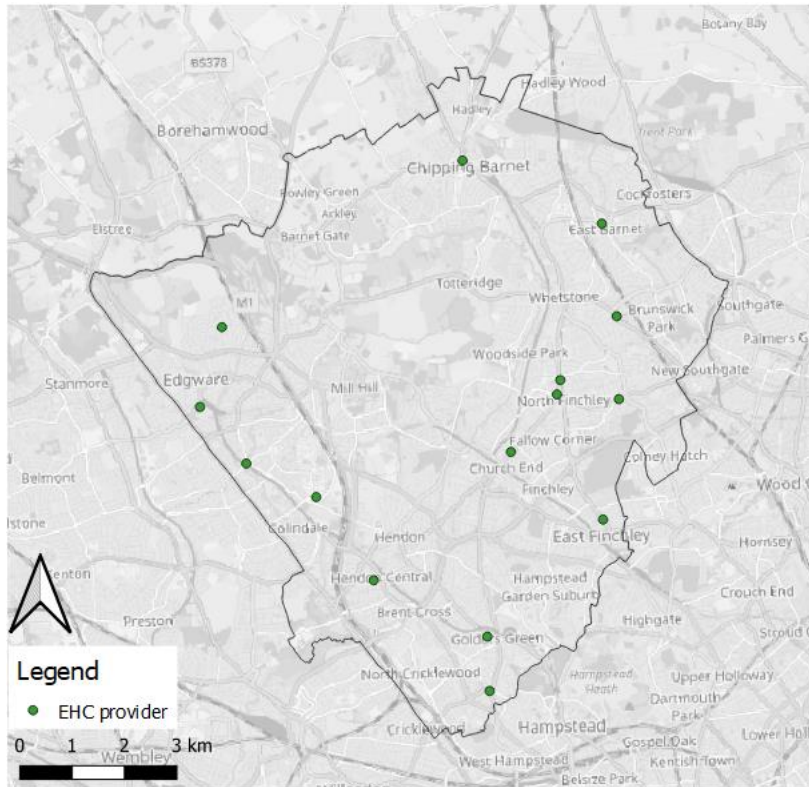 Botany Bay
B5378
Hadley Wood
Hadley
Borehamwood
Trent Park
Chipping Barnet
Cockfosters
Rowley Green
Arkley
Elstree
Barnet Gate
East Barnet
M1
Totteridge
Whetstone
Southgate
Brunswick
Park
Palmers G
Woodside Park
Stanmore
Edgware
Mill Hill
New Southgate
North Finchley
Fallow Corner
Belmont
Church End
Colney Hatch
Finchley
Wood G
Colindale
Hendon
East Finchley
Hornsey
Kenton
Hendon Central
Hampstead
Garden Suburb
Crouch End
Preston
Brent Cross
Highgate
Stroud G
Golders Green
Legend
North Cricklewood
Hampstead
Heath
Upper Holloway
EHC provider
Dartmouth
Park
Cricklewood
Hampstead
0 1 2 3 km
Wembley
Gospel Oak
Lower Holl
West Hampstead
Kentish Town
Belsize Park